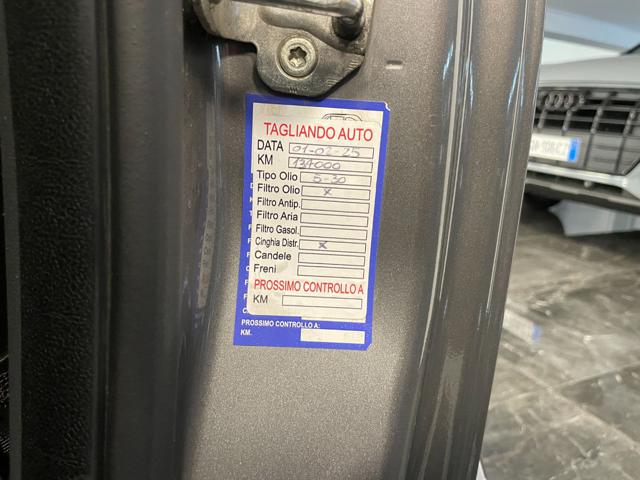 TAGLIANDO AUTO
DATA 01-02-25
KM 137000
Tipo Olio 5-30
Filtro Olio x
Filtro Antip.
Filtro Aria
Filtro Gasol.
Cinghia Distr. x
Candele
Freni
PROSSIMO CONTROLLO A
KM
PROSSIMO CONTROLLO A:
KM.